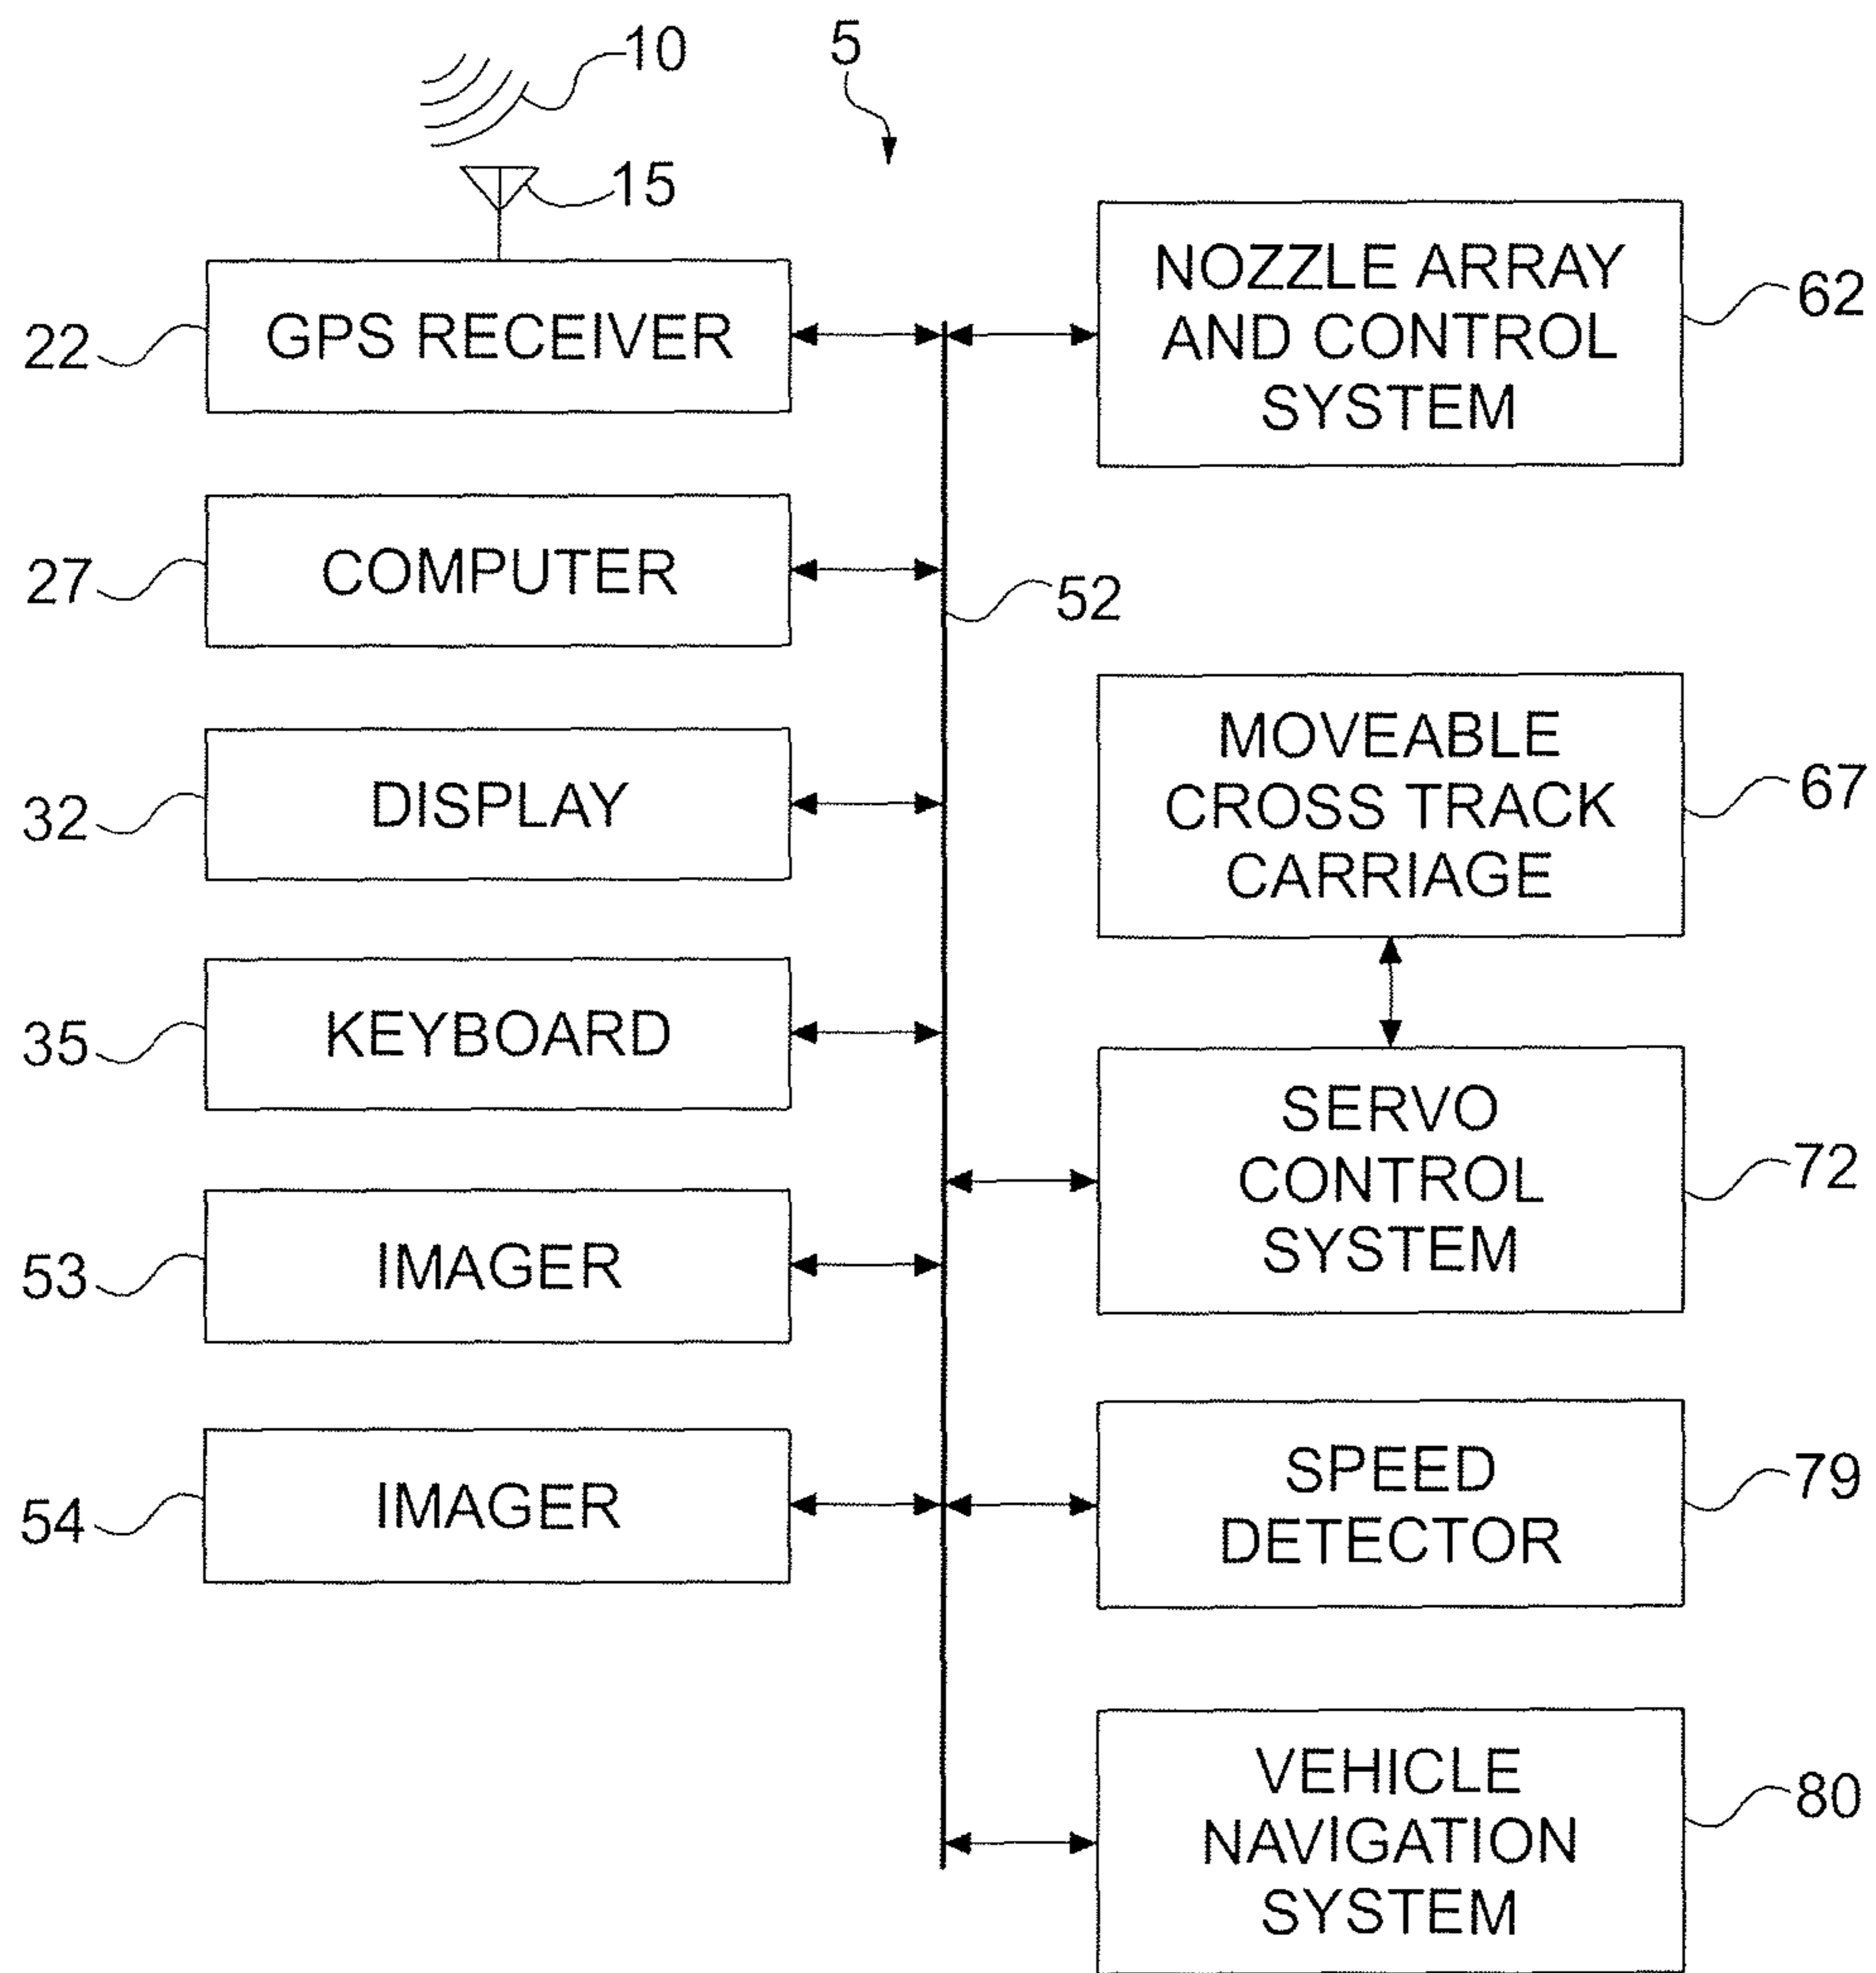 10
5
15
GPS RECEIVER
22
NOZZLE ARRAY
AND CONTROL
SYSTEM
62
COMPUTER
27
52
DISPLAY
32
MOVEABLE
CROSS TRACK
CARRIAGE
67
KEYBOARD
35
SERVO
CONTROL
SYSTEM
72
IMAGER
53
IMAGER
54
SPEED
DETECTOR
79
VEHICLE
NAVIGATION
SYSTEM
80